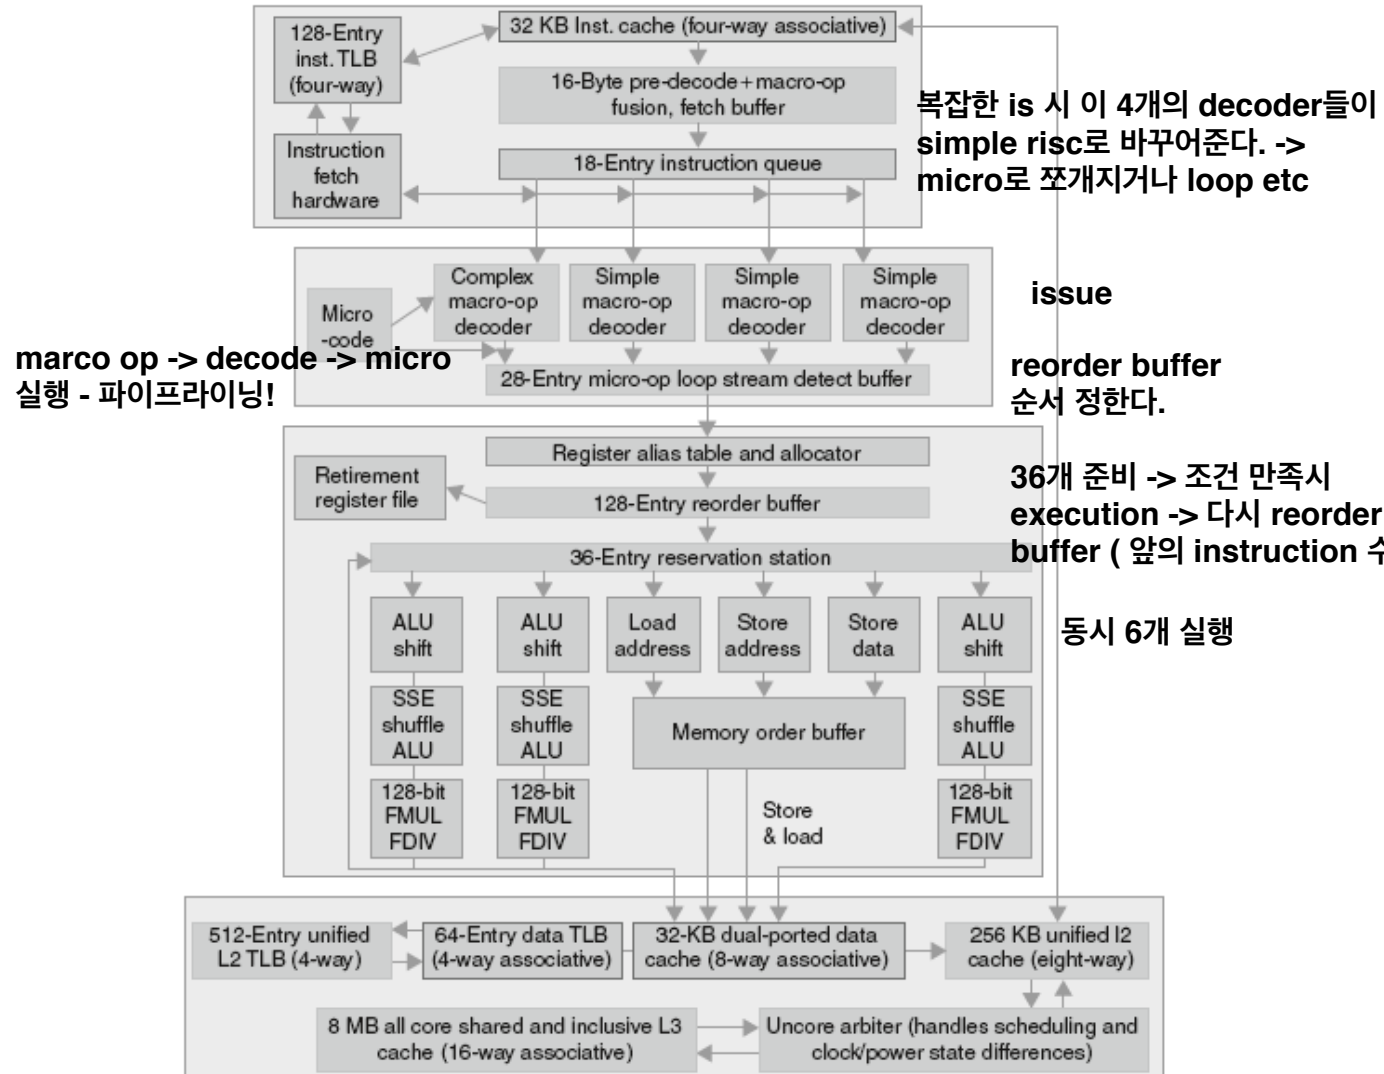 128-Entry
inst. TLB
(four-way)
32 KB Inst. cache (four-way associative)
16-Byte pre-decode+macro-op
fusion, fetch buffer
Instruction
fetch
hardware
18-Entry instruction queue
복잡한 is 시 이 4개의 decoder들이
simple risc로 바꾸어준다. ->
micro로 쪼개지거나 loop etc
Micro
-code
Complex
macro-op
decoder
Simple
macro-op
decoder
Simple
macro-op
decoder
Simple
macro-op
decoder
issue
marco op -> decode -> micro
실행 - 파이프라이닝!
28-Entry micro-op loop stream detect buffer
reorder buffer
순서 정한다.
Register alias table and allocator
Retirement
register file
128-Entry reorder buffer
36개 준비 -> 조건 만족시
execution -> 다시 reorder
buffer ( 앞의 instruction
36-Entry reservation station
ALU
shift
ALU
shift
Load
address
Store
address
Store
data
ALU
shift
동시 6개 실행
SSE
shuffle
ALU
SSE
shuffle
ALU
Memory order buffer
SSE
shuffle
ALU
128-bit
FMUL
FDIV
128-bit
FMUL
FDIV
Store
& load
128-bit
FMUL
FDIV
512-Entry unified
L2 TLB (4-way)
64-Entry data TLB
(4-way associative)
32-KB dual-ported data
cache (8-way associative)
256 KB unified l2
cache (eight-way)
8 MB all core shared and inclusive L3
cache (16-way associative)
Uncore arbiter (handles scheduling and
clock/power state differences)